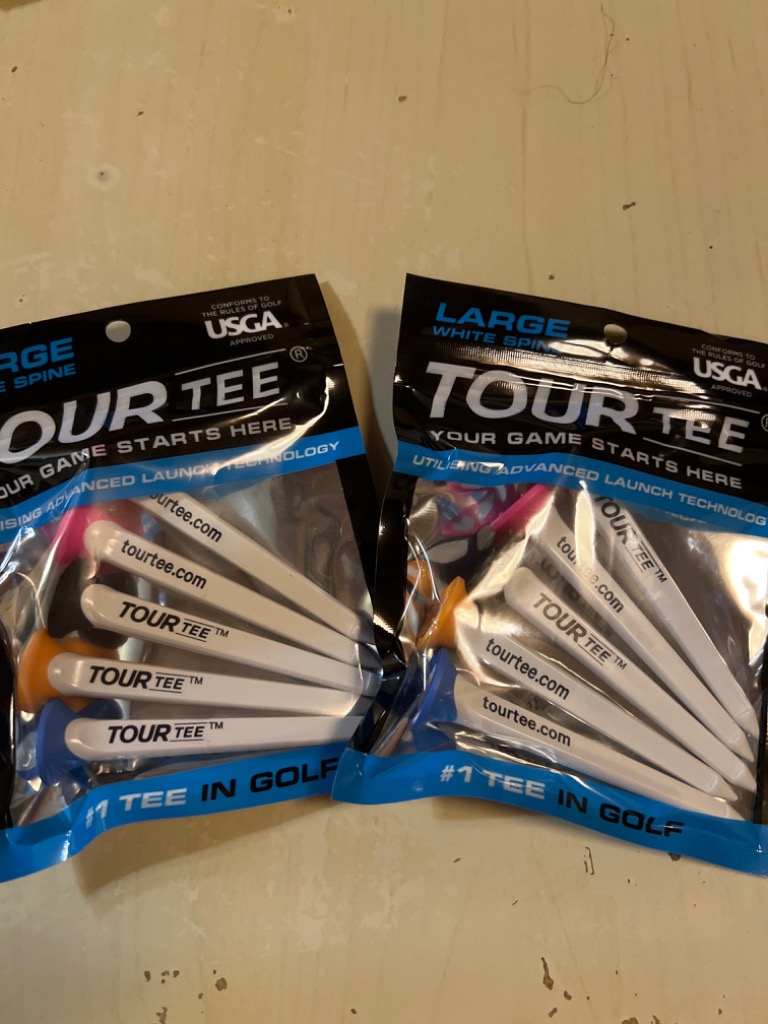 ARGE
E SPINE
CONFORMS TO
THE RULES OF GOLF
USGA®
APPROVED
OUR TEE®
OUR GAME STARTS HERE
ISING ADVANCED LAUNCH TECHNOLOGY
tourtee.com
tourtee.com
TOUR TEE™
TOUR TEE™
TOUR TEE™
#1 TEE IN GOLF
LARGE
WHITE SPINE
CONFORMS TO
THE RULES OF GOLF
USGA
APPROVED
TOUR TEE®
YOUR GAME STARTS HERE
UTILISING ADVANCED LAUNCH TECHNOLOG
TOUR TEE™
tourtee.com
TOUR TEE™
tourtee.com
tourtee.com
#1 TEE IN GOLF